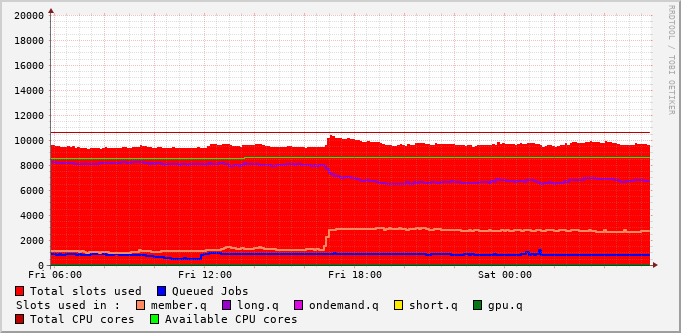 20000
18000
16000
14000
12000
10000
8000
6000
4000
2000
0
Fri 06:00 Fri 12:00 Fri 18:00 Sat 00:00
RRDTOOL / TOBI OETIKER
Total slots used Queued Jobs
Slots used in : member.q long.q ondemand.q short.q gpu.q
Total CPU cores Available CPU cores